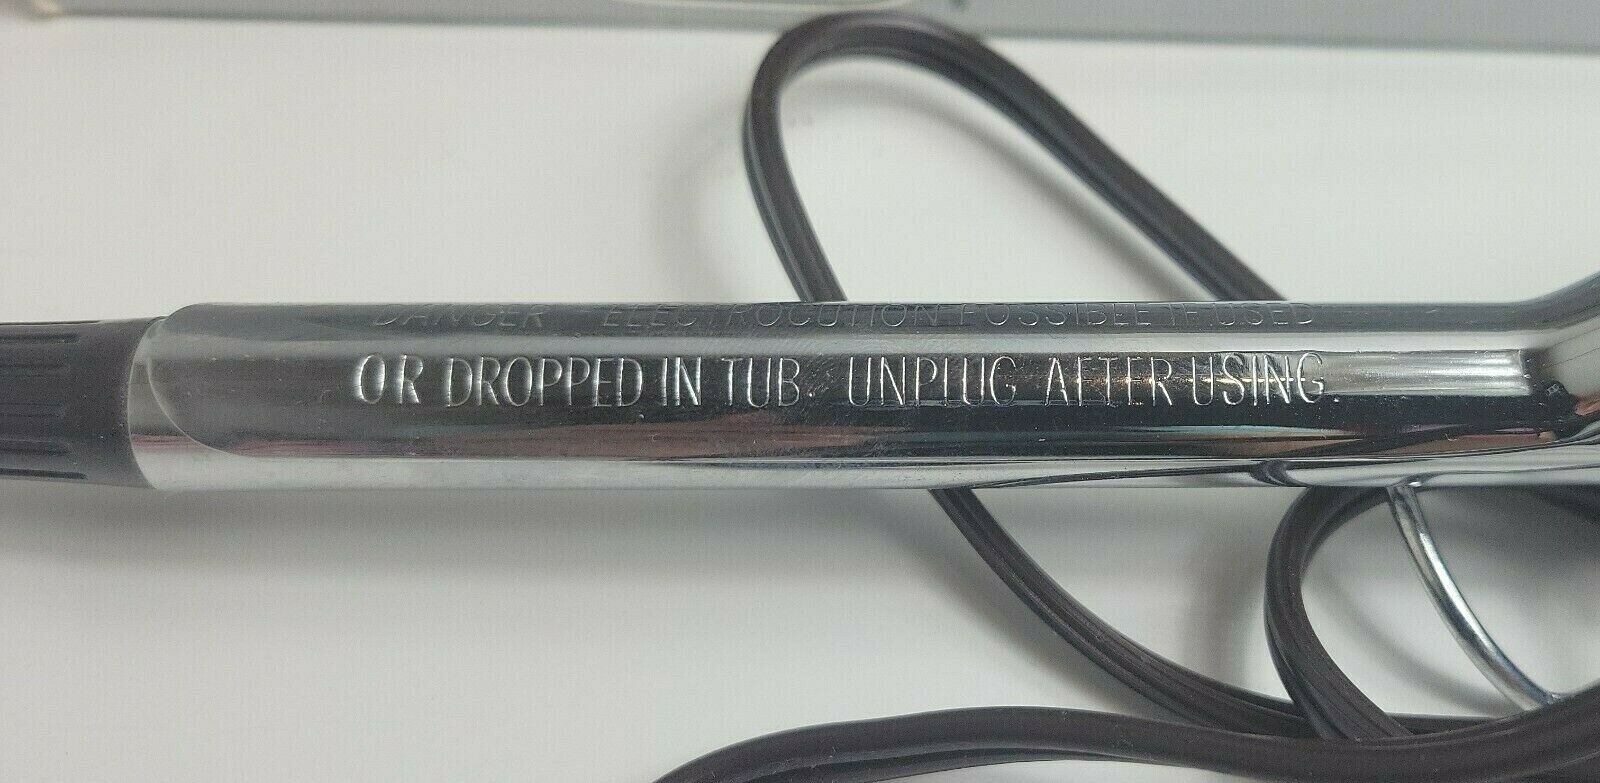 DANGER - ELECTROCUTION POSSIBLE IF USED
OR DROPPED IN TUB. UNPLUG AFTER USING.